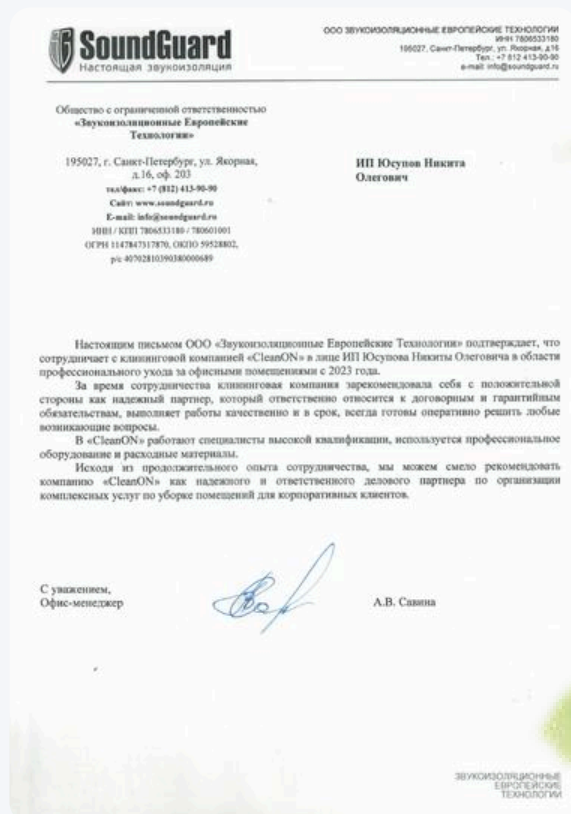 SoundGuard
Настоящая звукоизоляция
ООО ЗВУКОИЗОЛЯЦИОННЫЕ ЕВРОПЕЙСКИЕ ТЕХНОЛОГИИ
ИНН 7806533180
195027, Санкт-Петербург, ул. Якорная, д16
Тел.: +7 812 413-90-90
e-mail: info@soundguard.ru
Общество с ограниченной ответственностью
«Звукоизоляционные Европейские
Технологии»
195027, г. Санкт-Петербург, ул. Якорная,
д.16, оф. 203
тел/факс: +7 (812) 413-90-90
Сайт: www.soundguard.ru
E-mail: info@soundguard.ru
ИНН / КПП 7806533180 / 780601001
ОГРН 1147847317870, ОКПО 59528802,
р/с 40702810390380000689
ИП Юсупов Никита
Олегович
Настоящим письмом ООО «Звукоизоляционные Европейские Технологии» подтверждает, что
сотрудничает с клининговой компанией «CleanON» в лице ИП Юсупова Никиты Олеговича в области
профессионального ухода за офисными помещениями с 2023 года.
За время сотрудничества клининговая компания зарекомендовала себя с положительной
стороны как надежный партнер, который ответственно относится к договорным и гарантийным
обязательствам, выполняет работы качественно и в срок, всегда готовы оперативно решить любые
возникающие вопросы.
В «CleanON» работают специалисты высокой квалификации, используется профессиональное
оборудование и расходные материалы.
Исходя из продолжительного опыта сотрудничества, мы можем смело рекомендовать
компанию «CleanON» как надежного и ответственного делового партнера по организации
комплексных услуг по уборке помещений для корпоративных клиентов.
С уважением,
Офис-менеджер
А.В. Савина
ЗВУКОИЗОЛЯЦИОННЫЕ
ЕВРОПЕЙСКИЕ
ТЕХНОЛОГИИ